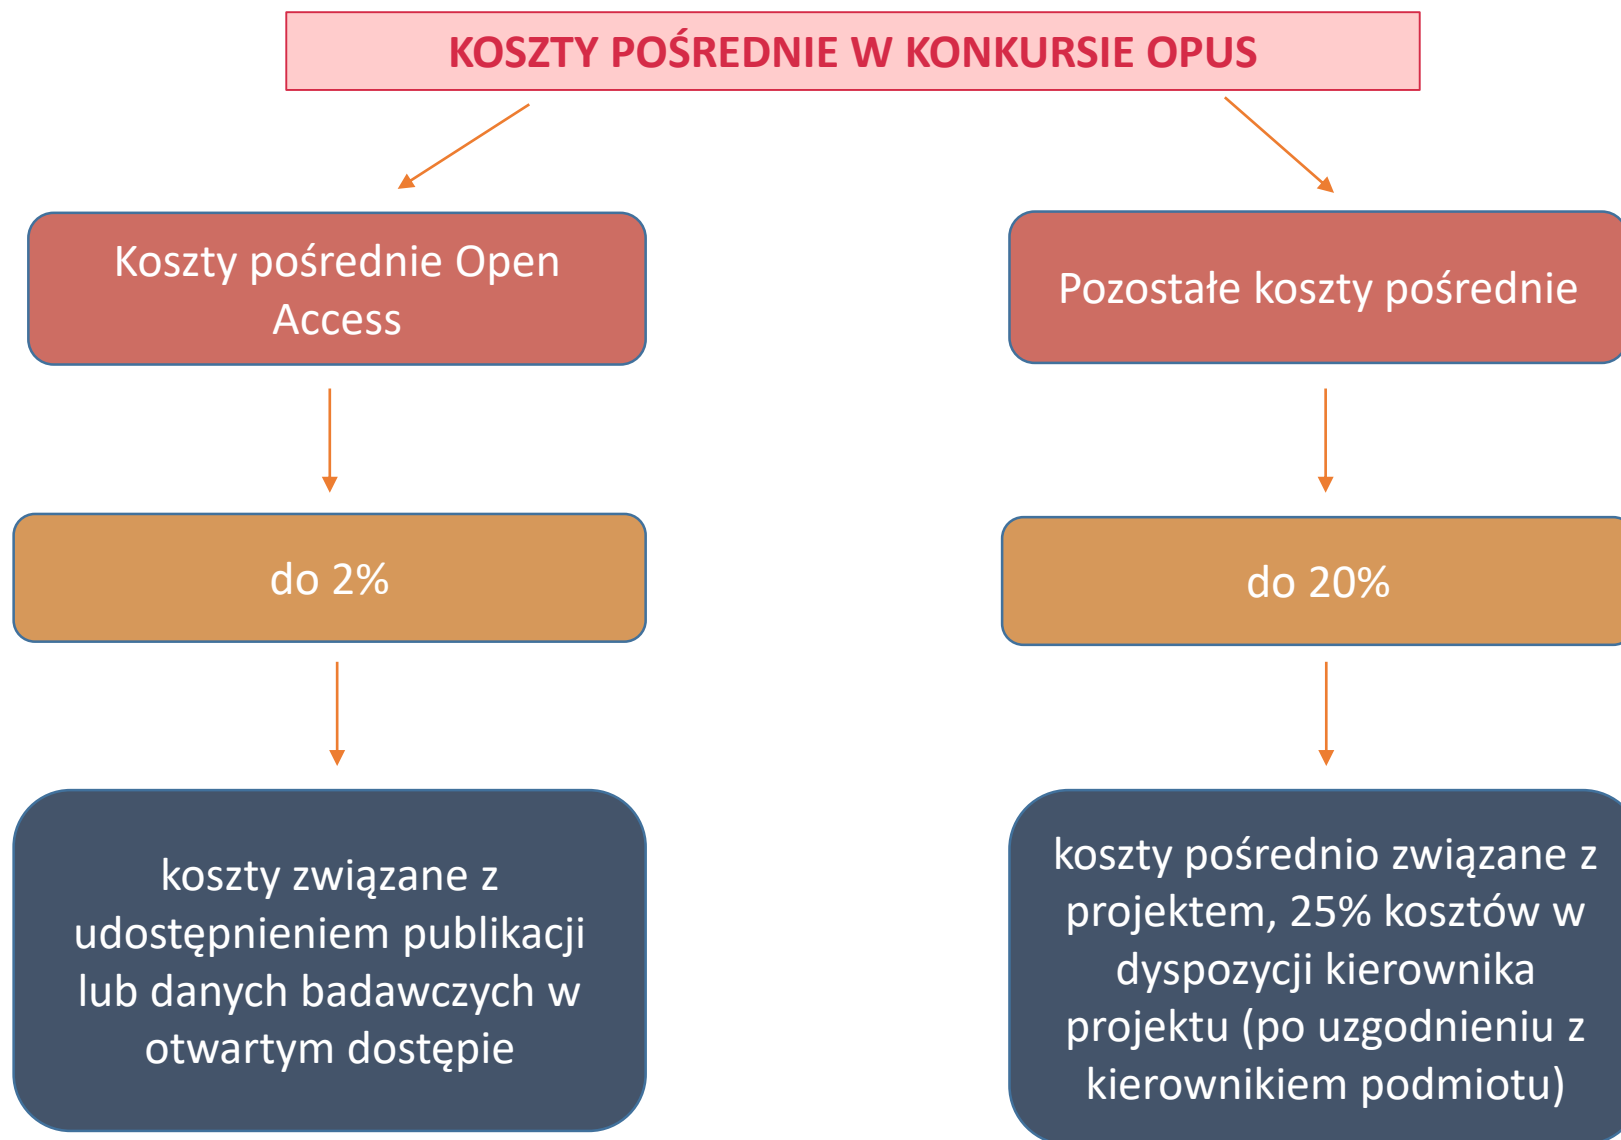 KOSZTY POŚREDNIE W KONKURSIE OPUS
Koszty pośrednie Open
Access
do 2%
koszty związane z
udostępnieniem publikacji
lub danych badawczych w
otwartym dostępie
Pozostałe koszty pośrednie
do 20%
koszty pośrednio związane z
projektem, 25% kosztów w
dyspozycji kierownika
projektu (po uzgodnieniu z
kierownikiem podmiotu)